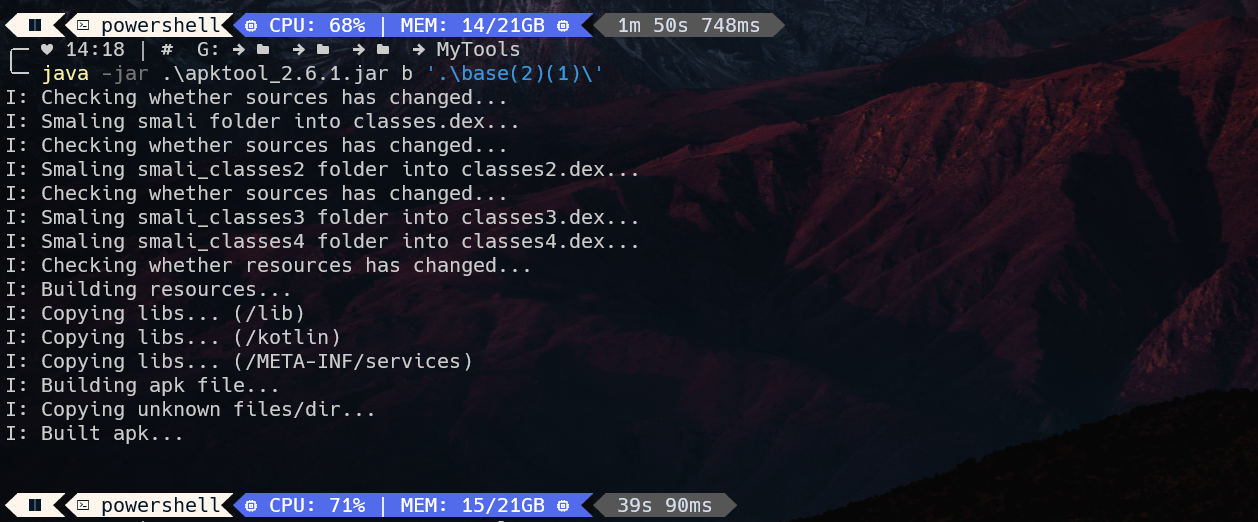 powershell CPU: 68% | MEM: 14/21GB 1m 50s 748ms
♥ 14:18 | # G: → → → → MyTools
java -jar .\apktool_2.6.1.jar b '.\base(2)(1)\'
I: Checking whether sources has changed...
I: Smaling smali folder into classes.dex...
I: Checking whether sources has changed...
I: Smaling smali_classes2 folder into classes2.dex...
I: Checking whether sources has changed...
I: Smaling smali_classes3 folder into classes3.dex...
I: Smaling smali_classes4 folder into classes4.dex...
I: Checking whether resources has changed...
I: Building resources...
I: Copying libs... (/lib)
I: Copying libs... (/kotlin)
I: Copying libs... (/META-INF/services)
I: Building apk file...
I: Copying unknown files/dir...
I: Built apk...
powershell CPU: 71% | MEM: 15/21GB 39s 90ms